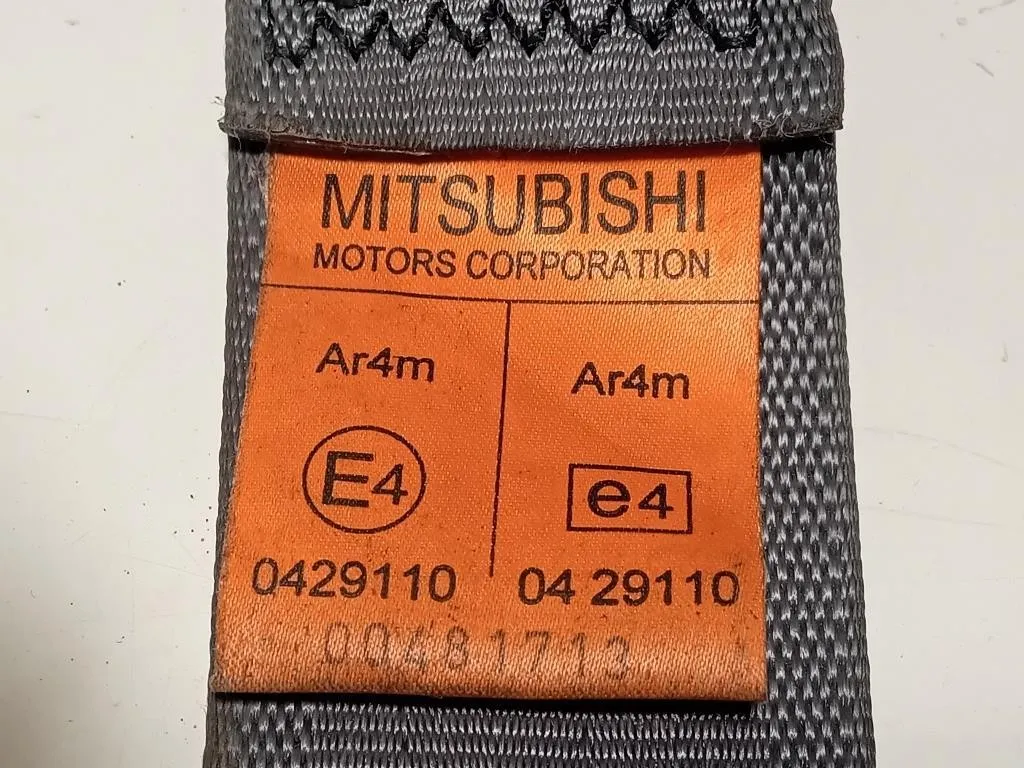 MITSUBISHI
MOTORS CORPORATION
Ar4m
E4
0429110
Ar4m
e4
04 29110
00481713